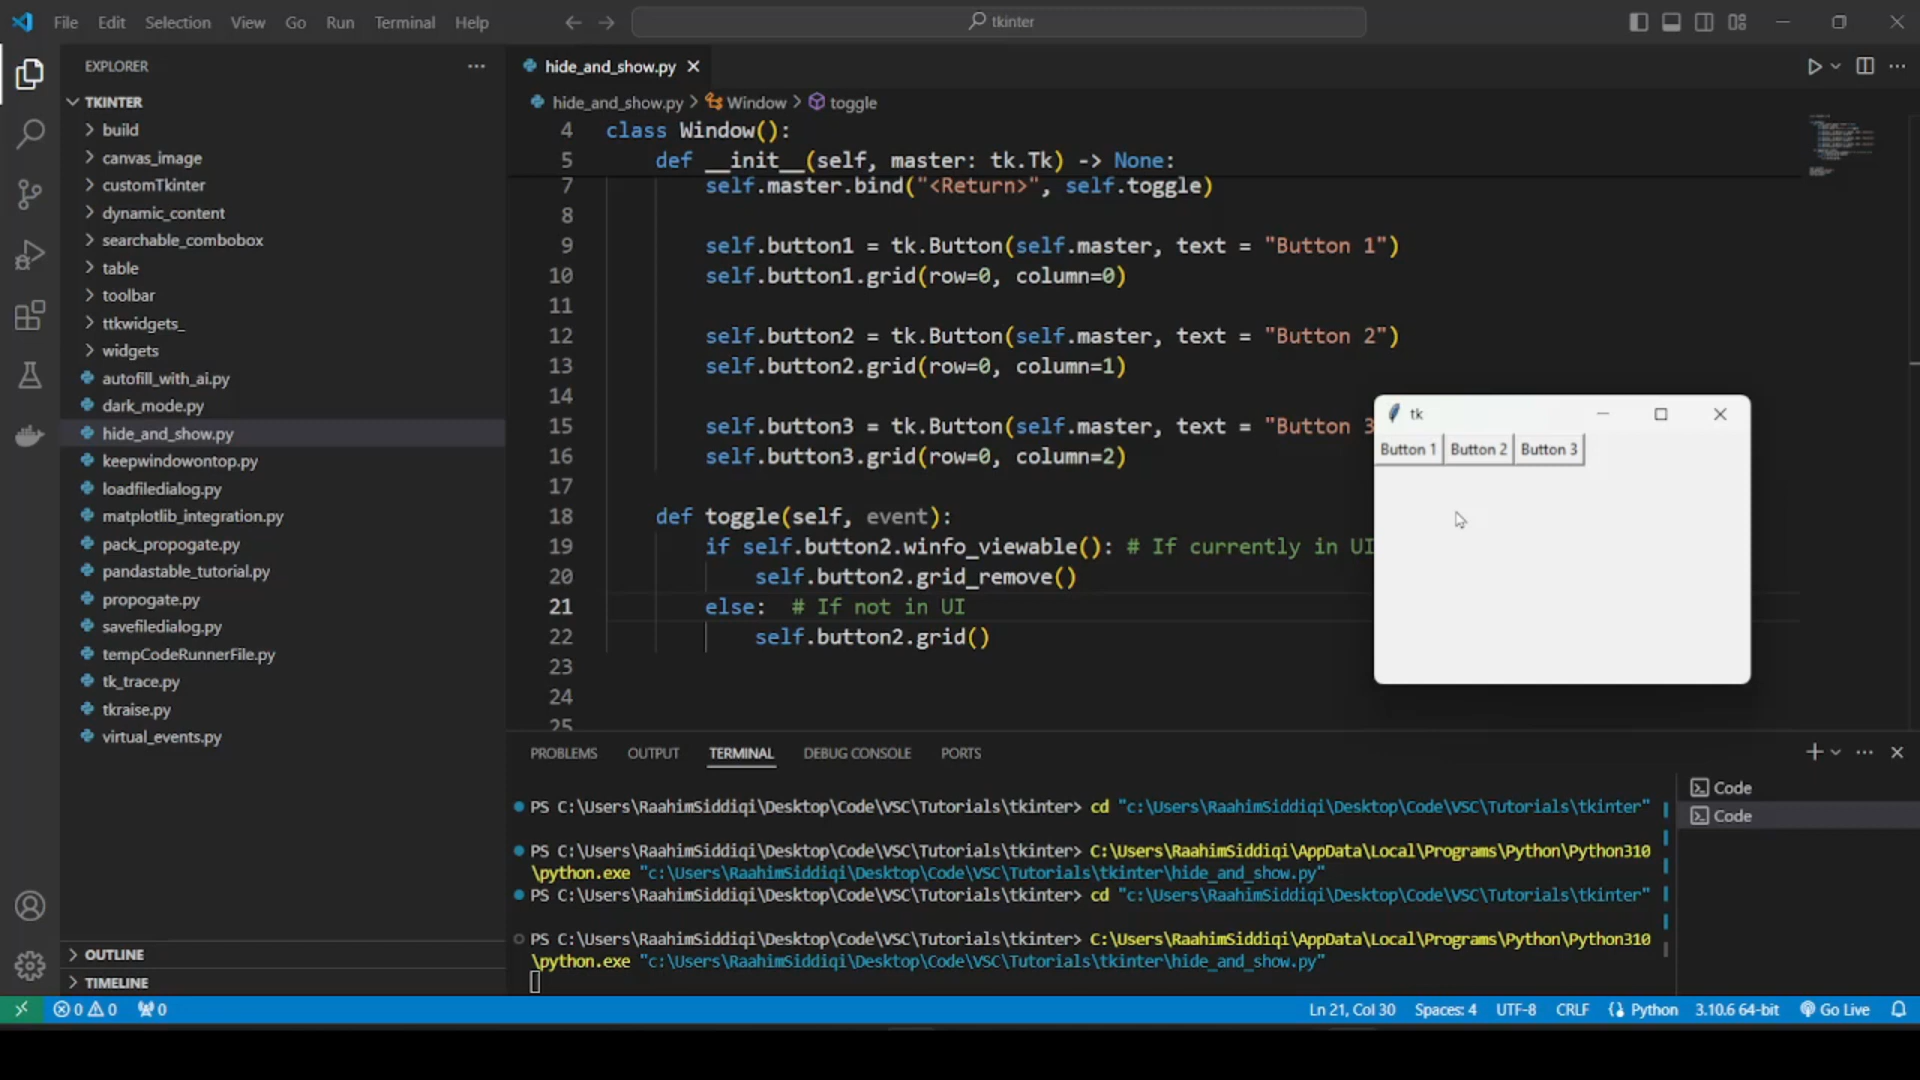 File Edit Selection View Go Run Terminal Help
tkinter
EXPLORER
TKINTER
build
canvas_image
customTkinter
dynamic_content
searchable_combobox
table
toolbar
ttkwidgets_
widgets
autofill_with_ai.py
dark_mode.py
hide_and_show.py
keepwindowontop.py
loadfiledialog.py
matplotlib_integration.py
pack_propogate.py
pandastable_tutorial.py
propogate.py
savefiledialog.py
tempCodeRunnerFile.py
tk_trace.py
tkraise.py
virtual_events.py
OUTLINE
TIMELINE
hide_and_show.py
hide_and_show.py > Window > toggle
4 class Window():
5 def __init__(self, master: tk.Tk) -> None:
7 self.master.bind("<Return>", self.toggle)
8
9 self.button1 = tk.Button(self.master, text = "Button 1")
10 self.button1.grid(row=0, column=0)
11
12 self.button2 = tk.Button(self.master, text = "Button 2")
13 self.button2.grid(row=0, column=1)
14
15 self.button3 = tk.Button(self.master, text = "Button 3
16 self.button3.grid(row=0, column=2)
17
18 def toggle(self, event):
19 if self.button2.winfo_viewable(): # If currently in UI
20 self.button2.grid_remove()
21 else: # If not in UI
22 self.button2.grid()
23
24
25
tk
Button 1 Button 2 Button 3
PROBLEMS OUTPUT TERMINAL DEBUG CONSOLE PORTS
PS C:\Users\RaahimSiddiqi\Desktop\Code\VSC\Tutorials\tkinter> cd "c:\Users\RaahimSiddiqi\Desktop\Code\VSC\Tutorials\tkinter"
PS C:\Users\RaahimSiddiqi\Desktop\Code\VSC\Tutorials\tkinter> C:\Users\RaahimSiddiqi\AppData\Local\Programs\Python\Python310
\python.exe "c:\Users\RaahimSiddiqi\Desktop\Code\VSC\Tutorials\tkinter\hide_and_show.py"
PS C:\Users\RaahimSiddiqi\Desktop\Code\VSC\Tutorials\tkinter> cd "c:\Users\RaahimSiddiqi\Desktop\Code\VSC\Tutorials\tkinter"
PS C:\Users\RaahimSiddiqi\Desktop\Code\VSC\Tutorials\tkinter> C:\Users\RaahimSiddiqi\AppData\Local\Programs\Python\Python310
\python.exe "c:\Users\RaahimSiddiqi\Desktop\Code\VSC\Tutorials\tkinter\hide_and_show.py"
Code
Code
0 0 0 Ln 21, Col 30 Spaces: 4 UTF-8 CRLF Python 3.10.6 64-bit Go Live